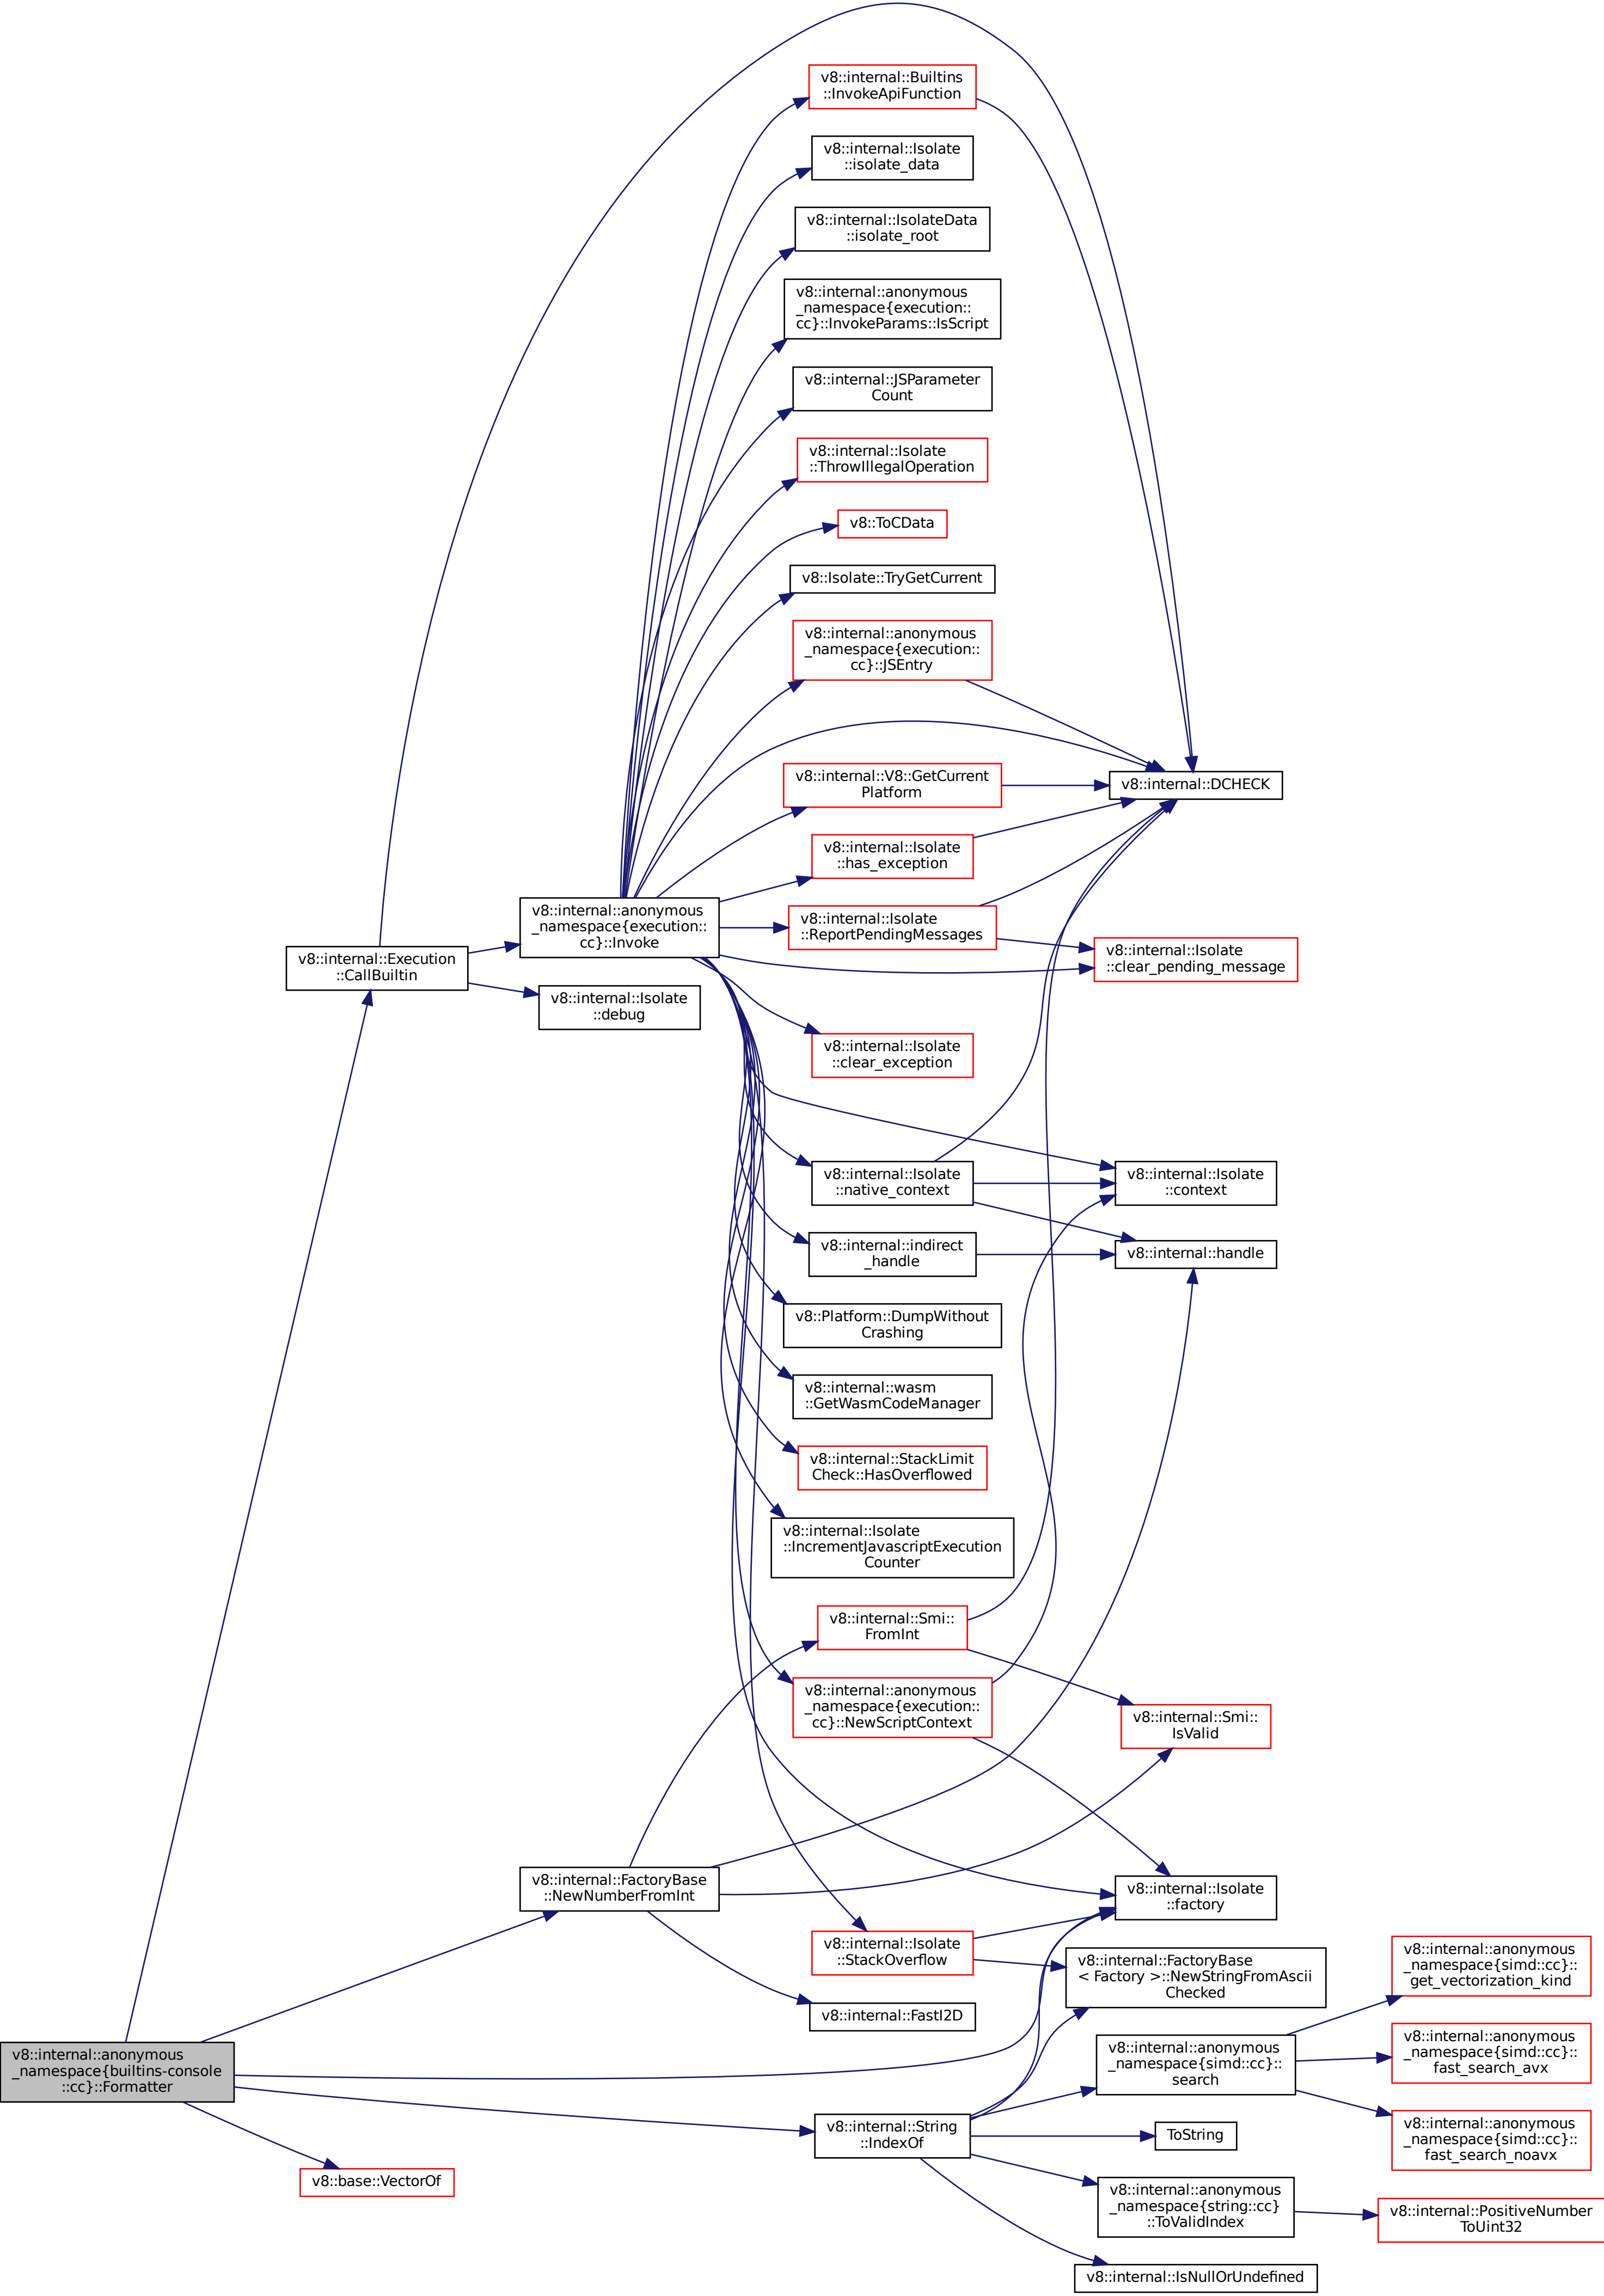 v8::internal::Builtins
::InvokeApiFunction
v8::internal::Isolate
::isolate_data
v8::internal::IsolateData
::isolate_root
v8::internal::anonymous
_namespace{execution::
cc}::InvokeParams::IsScript
v8::internal::JSParameter
Count
v8::internal::Isolate
::ThrowIllegalOperation
v8::ToCData
v8::Isolate::TryGetCurrent
v8::internal::anonymous
_namespace{execution::
cc}::JSEntry
v8::internal::V8::GetCurrent
Platform
v8::internal::DCHECK
v8::internal::Isolate
::has_exception
v8::internal::anonymous
_namespace{execution::
cc}::Invoke
v8::internal::Isolate
::ReportPendingMessages
v8::internal::Isolate
::clear_pending_message
v8::internal::Execution
::CallBuiltin
v8::internal::Isolate
::debug
v8::internal::Isolate
::clear_exception
v8::internal::Isolate
::native_context
v8::internal::Isolate
::context
v8::internal::indirect
_handle
v8::internal::handle
v8::Platform::DumpWithout
Crashing
v8::internal::wasm
::GetWasmCodeManager
v8::internal::StackLimit
Check::HasOverflowed
v8::internal::Isolate
::IncrementJavascriptExecution
Counter
v8::internal::Smi::
FromInt
v8::internal::anonymous
_namespace{execution::
cc}::NewScriptContext
v8::internal::Smi::
IsValid
v8::internal::FactoryBase
::NewNumberFromInt
v8::internal::Isolate
::factory
v8::internal::Isolate
::StackOverflow
v8::internal::FactoryBase
< Factory >::NewStringFromAscii
Checked
v8::internal::anonymous
_namespace{simd::cc}::
get_vectorization_kind
v8::internal::FastI2D
v8::internal::anonymous
_namespace{builtins-console
::cc}::Formatter
v8::internal::anonymous
_namespace{simd::cc}::
search
v8::internal::anonymous
_namespace{simd::cc}::
fast_search_avx
v8::internal::String
::IndexOf
ToString
v8::internal::anonymous
_namespace{simd::cc}::
fast_search_noavx
v8::base::VectorOf
v8::internal::anonymous
_namespace{string::cc}
::ToValidIndex
v8::internal::PositiveNumber
ToUint32
v8::internal::IsNullOrUndefined